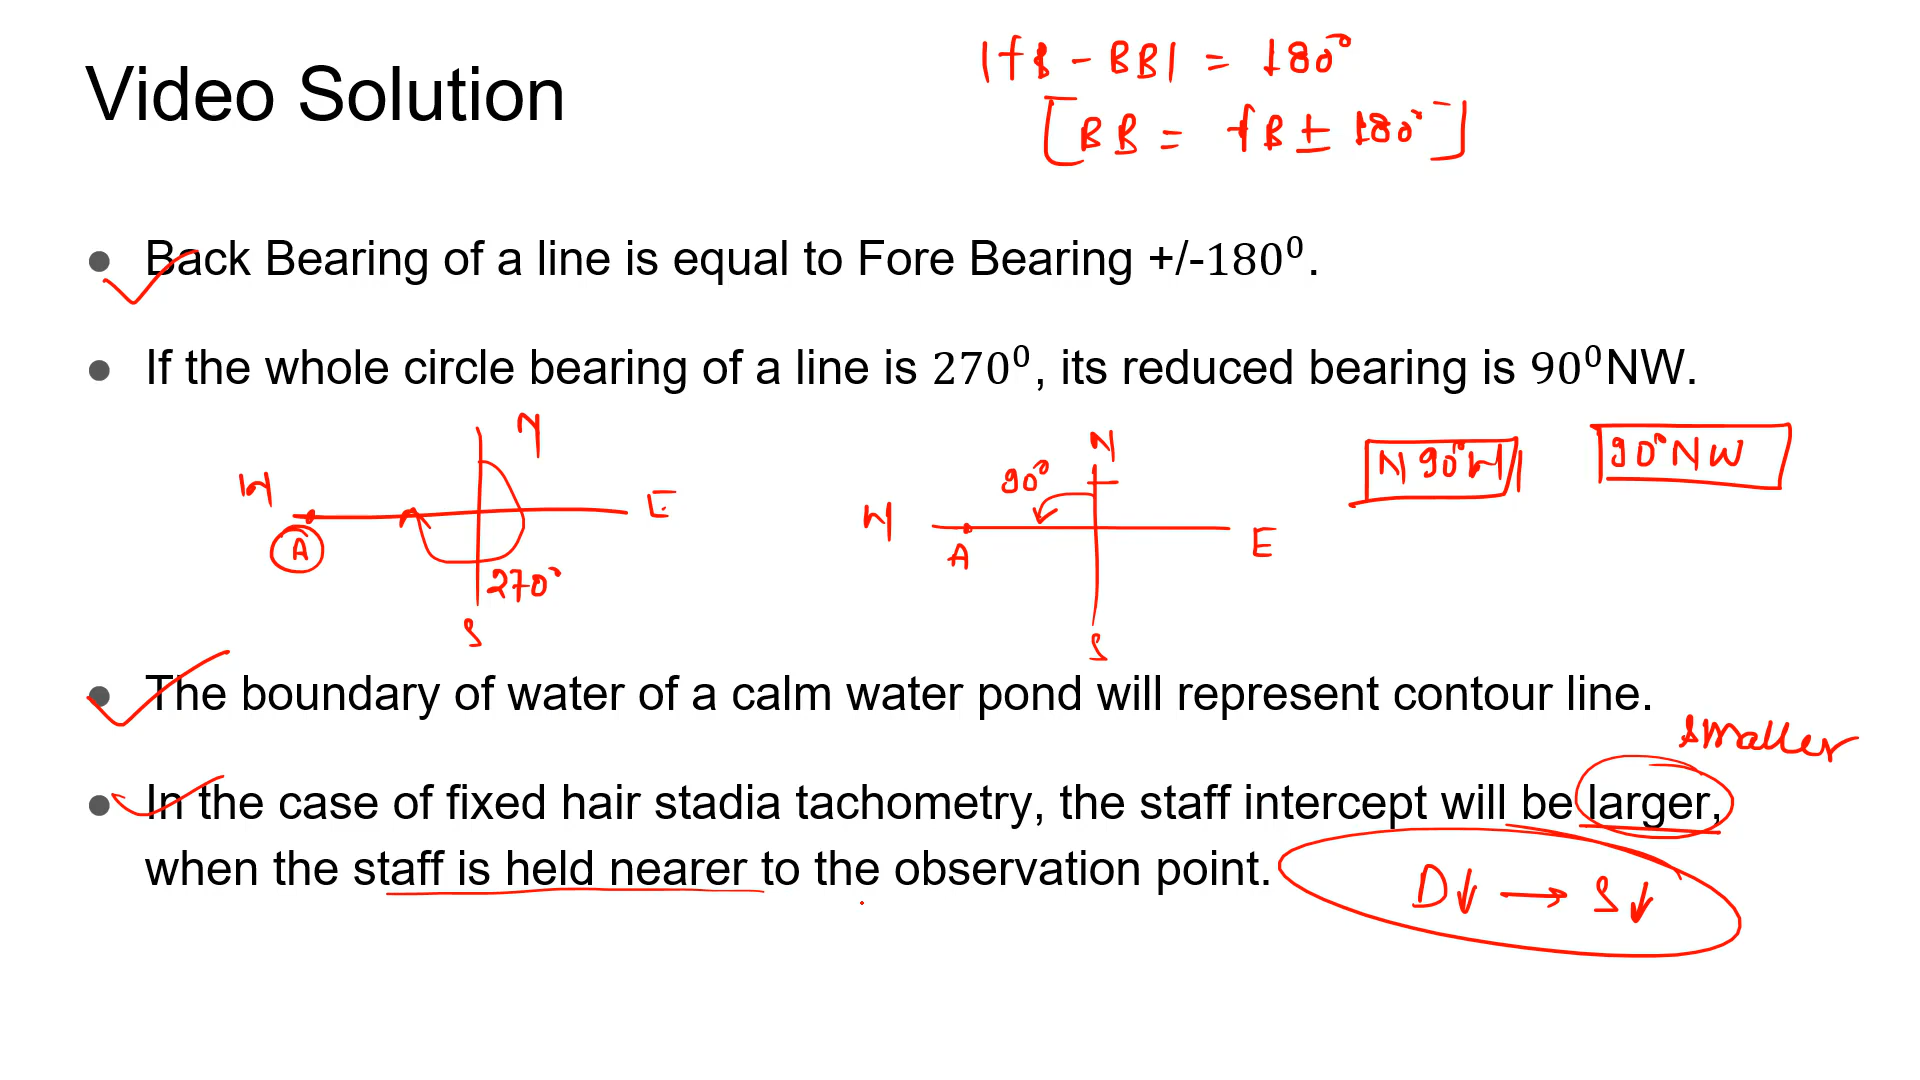 Video Solution
|FB - BB| = 180°
[BB = FB ± 180°]
● Back Bearing of a line is equal to Fore Bearing +/-180⁰.
● If the whole circle bearing of a line is 270⁰, its reduced bearing is 90⁰NW.
N
W
E
A
270°
S
N
90°
W
E
A
S
N 90° W
90° NW
● The boundary of water of a calm water pond will represent contour line.
smaller
● In the case of fixed hair stadia tachometry, the staff intercept will be larger,
when the staff is held nearer to the observation point.
D↓ → S↓